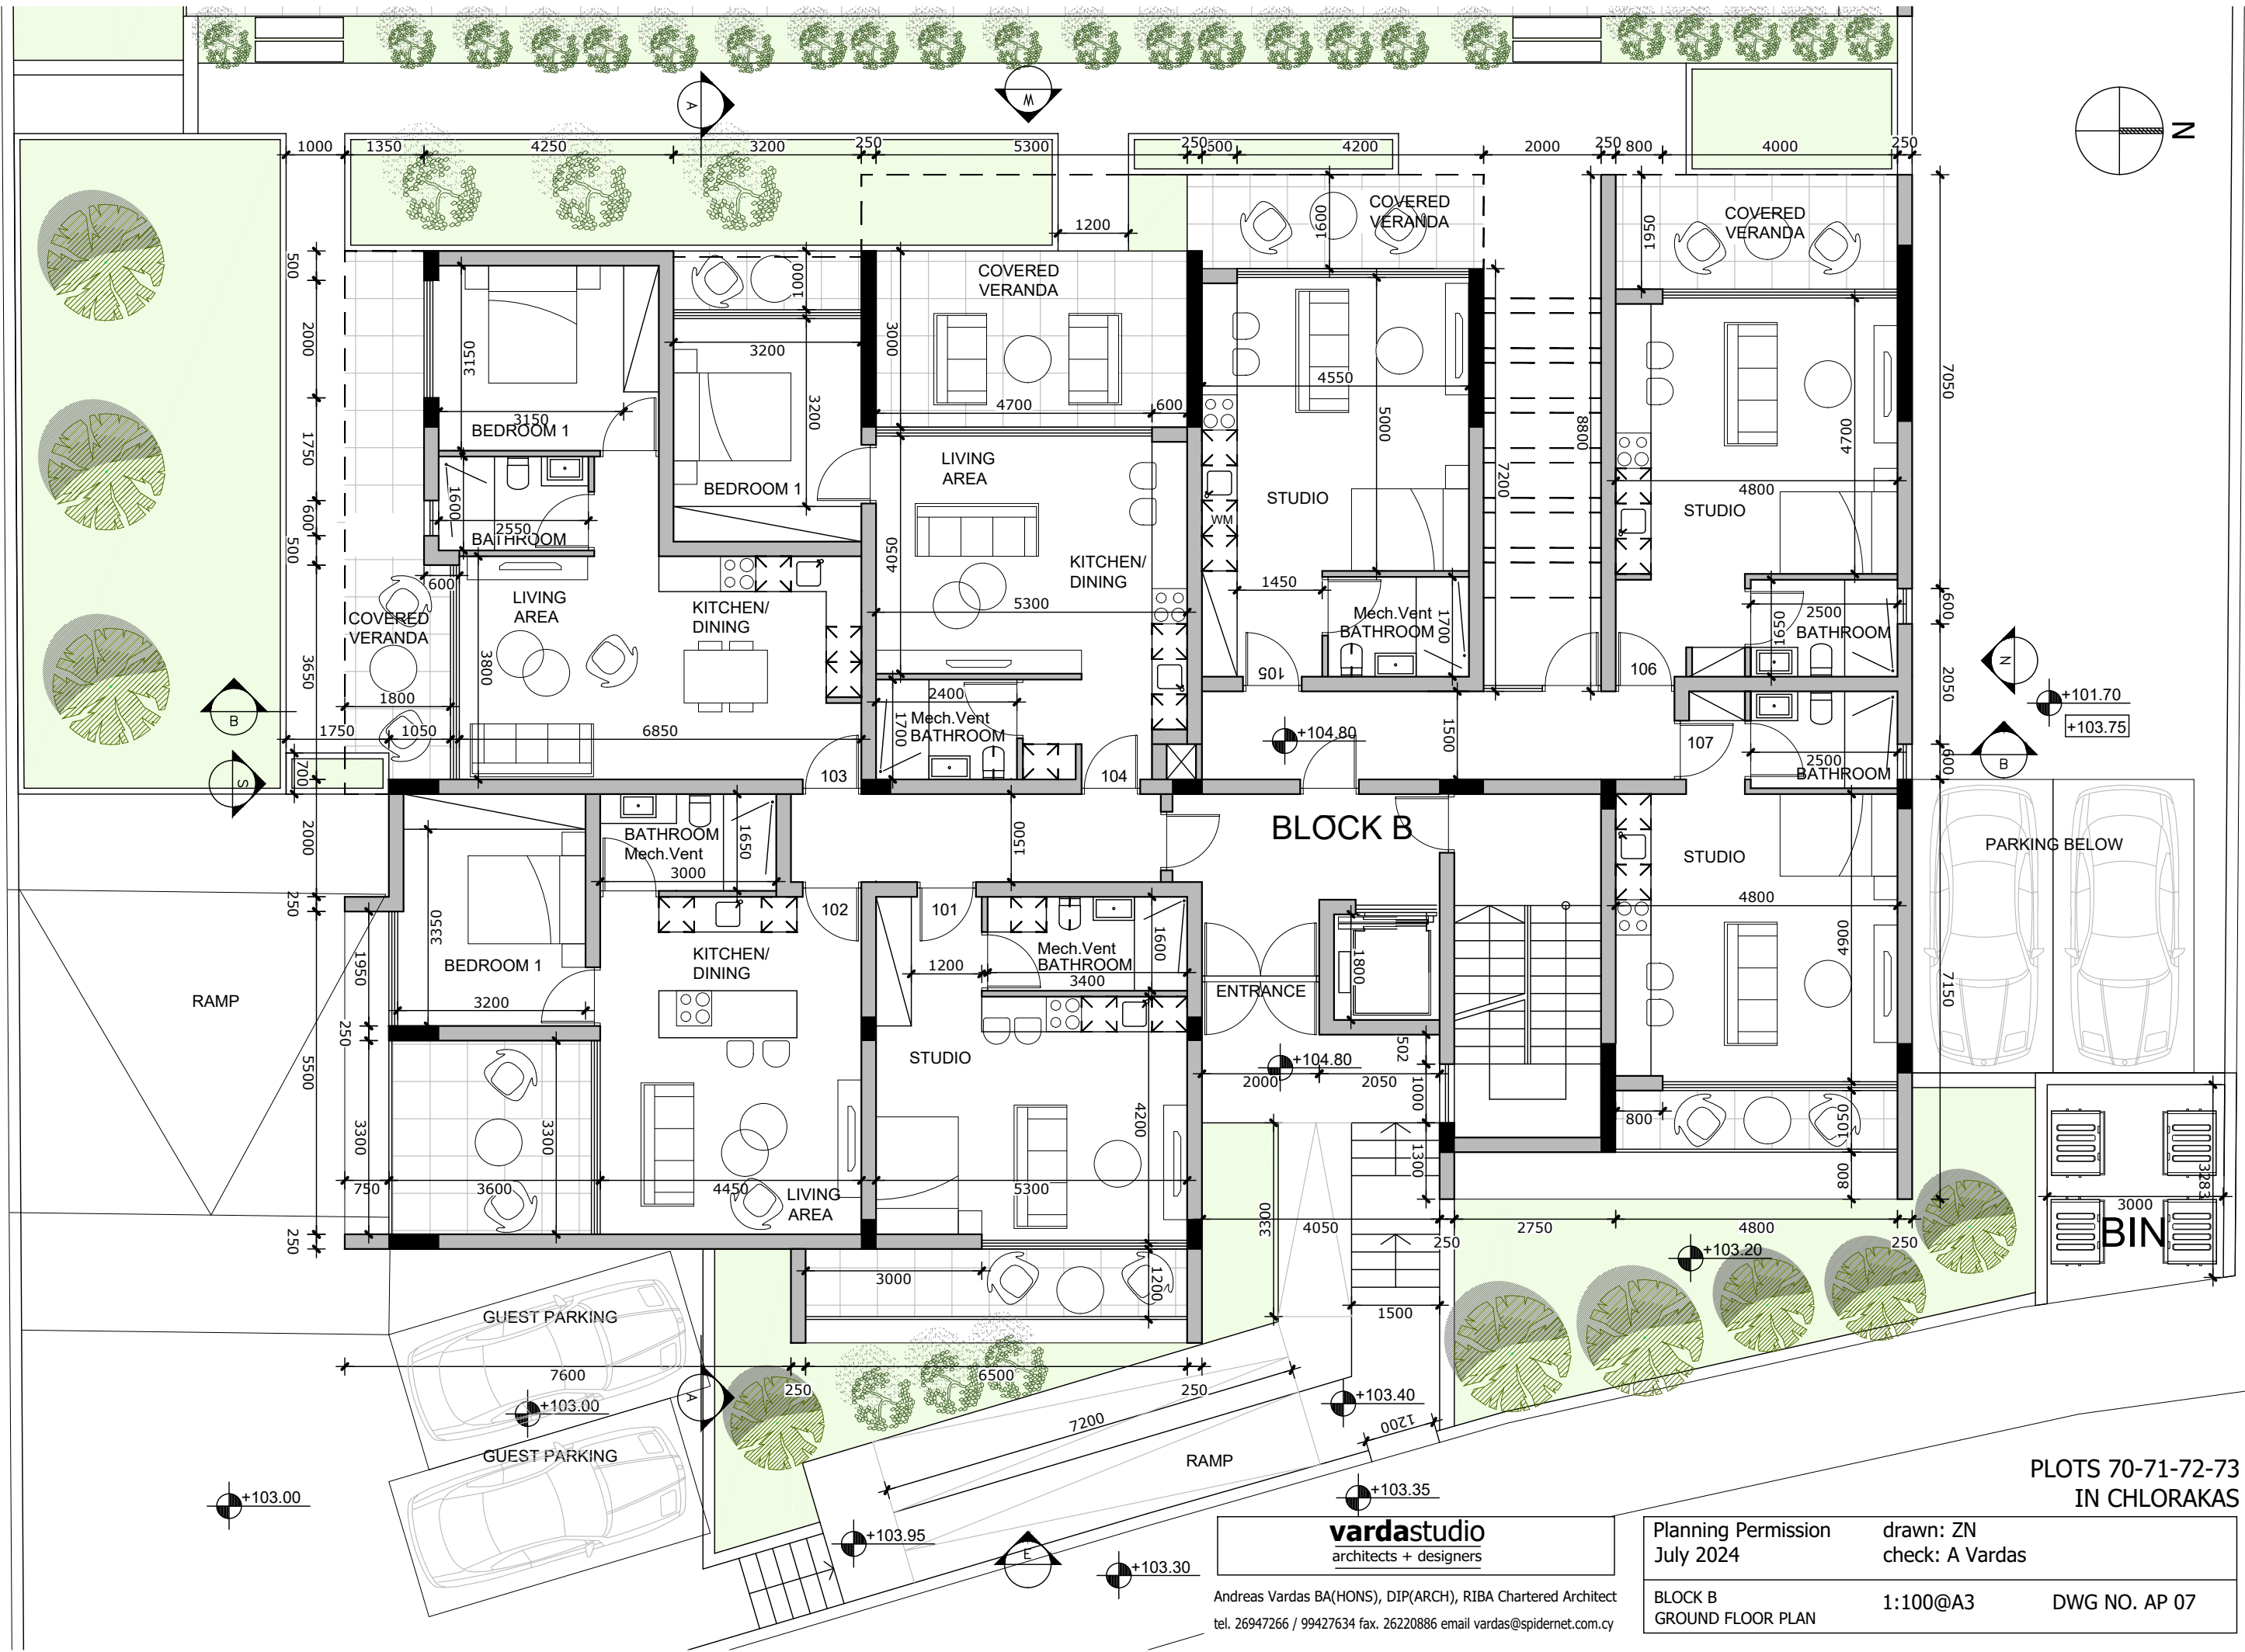 A
M
N
1000
1350
4250
3200
250
5300
250
600
4200
2000
250
800
4000
250
COVERED
VERANDA
COVERED
VERANDA
COVERED
VERANDA
1200
1600
1950
500
1000
3000
2000
3150
3200
3200
4550
4700
600
5000
8800
7200
4700
7050
3150
BEDROOM 1
BEDROOM 1
LIVING
AREA
STUDIO
STUDIO
4800
1750
1600
2550
BATHROOM
WM
600
500
4050
KITCHEN/
DINING
600
LIVING
AREA
KITCHEN/
DINING
5300
1450
Mech.Vent
BATHROOM
1700
1650
2500
BATHROOM
600
COVERED
VERANDA
3650
3800
105
106
N
2050
+101.70
+103.75
B
1800
2400
Mech.Vent
BATHROOM
1700
1750
1050
6850
+104.80
1500
107
2500
BATHROOM
600
B
S
700
103
104
2000
BATHROOM
Mech.Vent
1650
3000
1500
BLOCK B
STUDIO
PARKING BELOW
250
3350
102
101
4800
1950
BEDROOM 1
KITCHEN/
DINING
1200
Mech.Vent
BATHROOM
3400
1600
1800
4900
ENTRANCE
RAMP
3200
7150
250
STUDIO
+104.80
502
2000
2050
1000
5500
3300
3300
4200
1300
800
1050
800
750
3600
4450
LIVING
AREA
5300
3300
4050
250
2750
4800
250
3283
3000
BIN
250
+103.20
3000
1200
1500
GUEST PARKING
7600
250
6500
250
A
+103.00
+103.40
7200
1200
GUEST PARKING
RAMP
+103.00
+103.35
+103.95
E
+103.30
PLOTS 70-71-72-73
IN CHLORAKAS
vardastudio
architects + designers
Andreas Vardas BA(HONS), DIP(ARCH), RIBA Chartered Architect
tel. 26947266 / 99427634 fax. 26220886 email vardas@spidernet.com.cy
Planning Permission
July 2024
drawn: ZN
check: A Vardas
BLOCK B
GROUND FLOOR PLAN
1:100@A3
DWG NO. AP 07